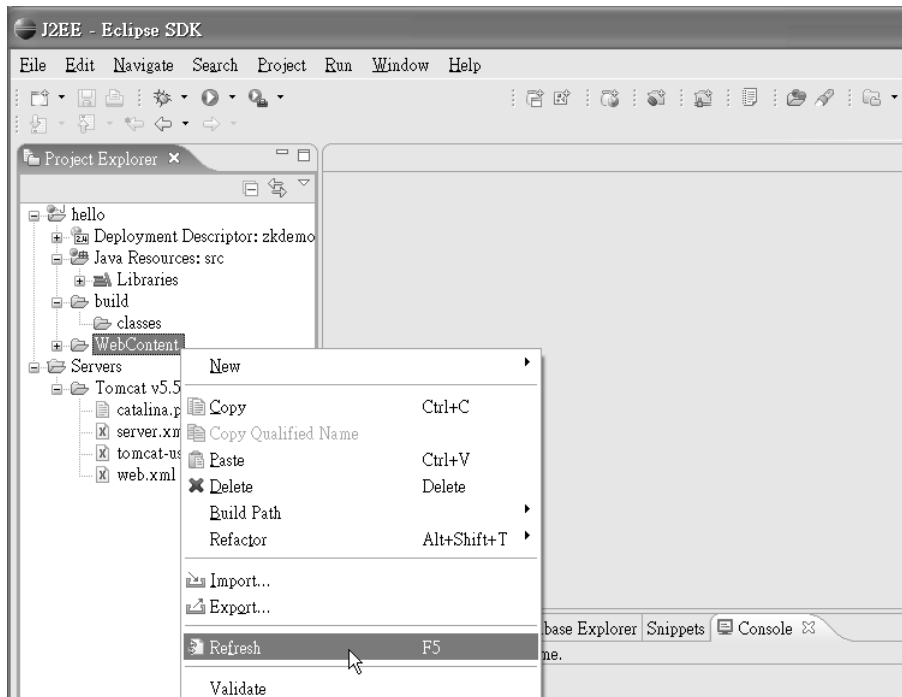 J2EE - Eclipse SDK
File Edit Navigate Search Project Run Window Help
Project Explorer
hello
Deployment Descriptor: zkdemo
Java Resources: src
Libraries
build
classes
WebContent
Servers
Tomcat v5.5
catalina.p
server.xm
tomcat-us
web.xml
New
Copy Ctrl+C
Copy Qualified Name
Paste Ctrl+V
Delete Delete
Build Path
Refactor Alt+Shift+T
Import...
Export...
Refresh F5
Validate
base Explorer Snippets Console
me.